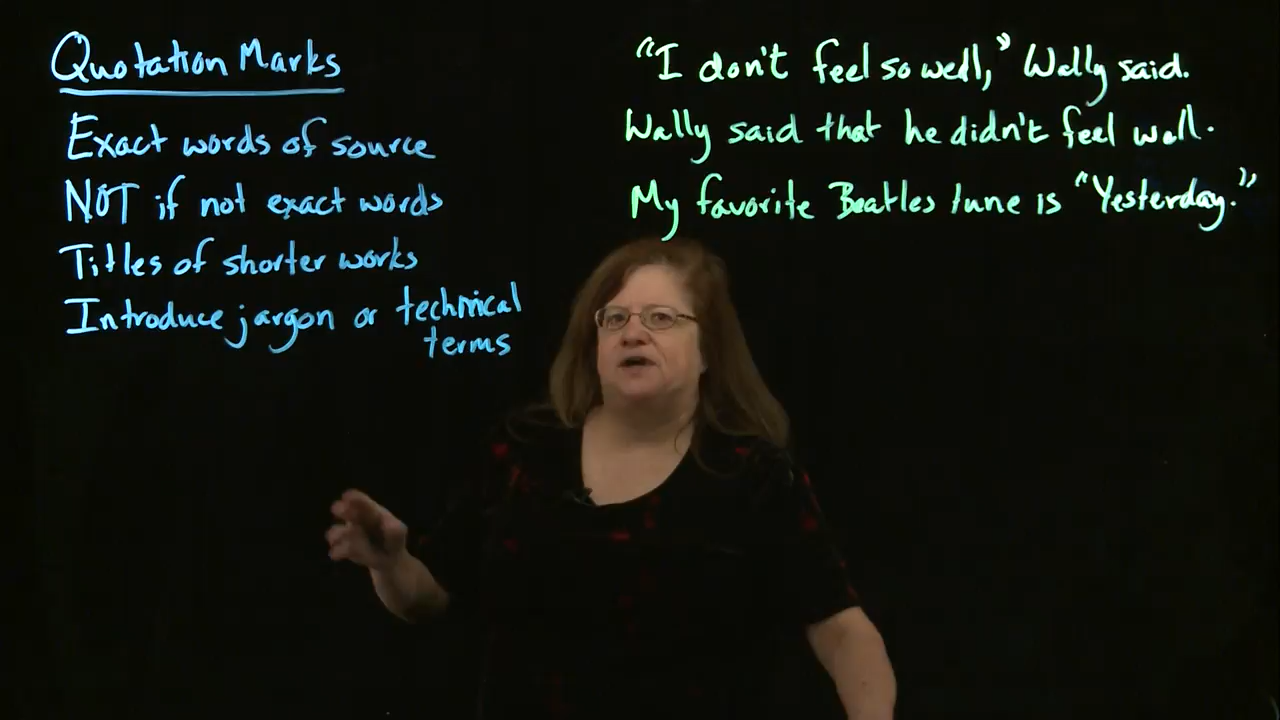 Quotation Marks
Exact words of source
NOT if not exact words
Titles of shorter works
Introduce jargon or technical
terms
"I don't feel so well," Wally said.
Wally said that he didn't feel well.
My favorite Beatles tune is "Yesterday."